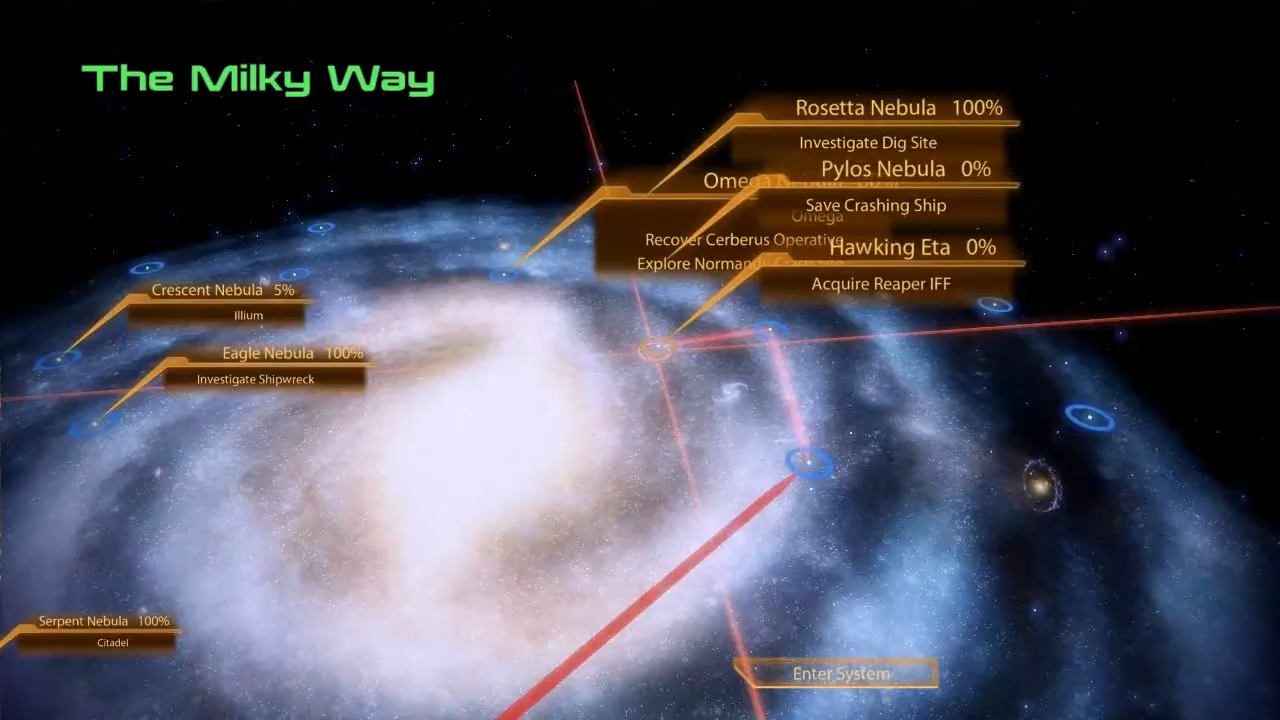 The Milky Way
Rosetta Nebula 100%
Investigate Dig Site
Pylos Nebula 0%
Save Crashing Ship
Omega
Omega
Recover Cerberus Operative
Explore Normandy
Hawking Eta 0%
Acquire Reaper IFF
Crescent Nebula 5%
Illium
Eagle Nebula 100%
Investigate Shipwreck
Serpent Nebula 100%
Citadel
Enter System